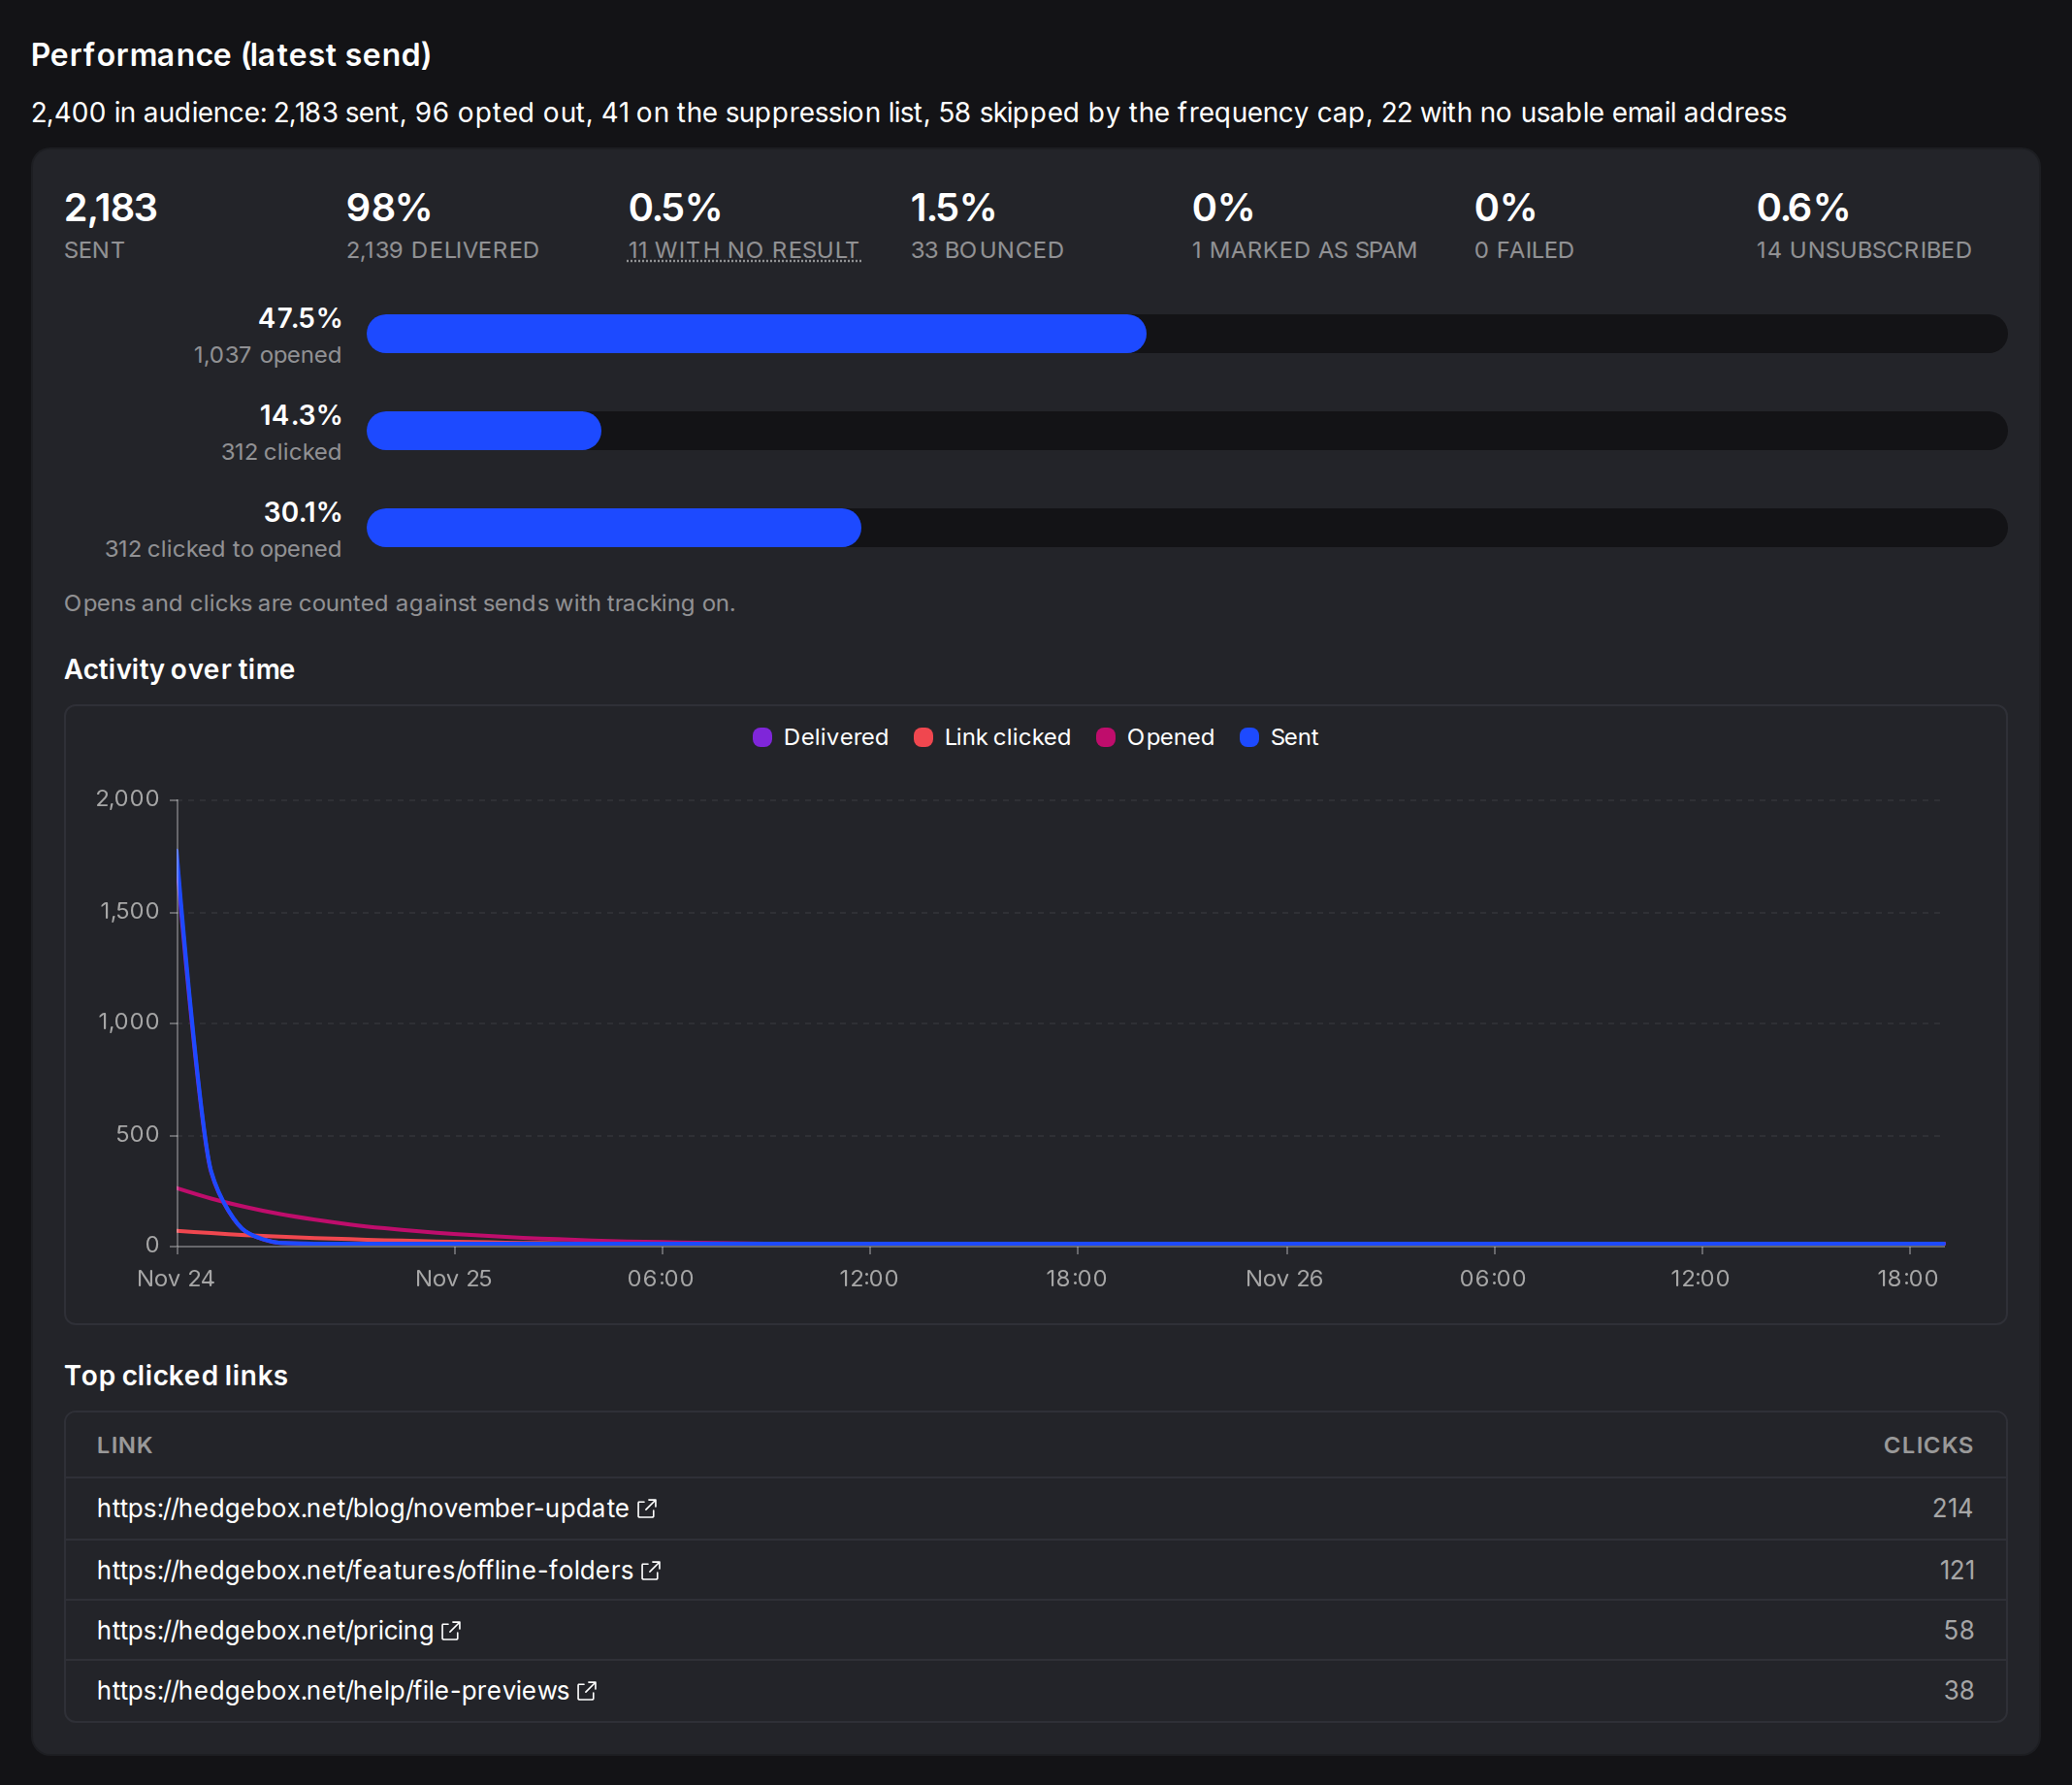 Performance (latest send)
2,400 in audience: 2,183 sent, 96 opted out, 41 on the suppression list, 58 skipped by the frequency cap, 22 with no usable email address
2,183
SENT
98%
2,139 DELIVERED
0.5%
11 WITH NO RESULT
1.5%
33 BOUNCED
0%
1 MARKED AS SPAM
0%
0 FAILED
0.6%
14 UNSUBSCRIBED
47.5%
1,037 opened
14.3%
312 clicked
30.1%
312 clicked to opened
Opens and clicks are counted against sends with tracking on.
Activity over time
Delivered Link clicked Opened Sent
2,000
1,500
1,000
500
0
Nov 24 Nov 25 06:00 12:00 18:00 Nov 26 06:00 12:00 18:00
Top clicked links
LINK CLICKS
https://hedgebox.net/blog/november-update 214
https://hedgebox.net/features/offline-folders 121
https://hedgebox.net/pricing 58
https://hedgebox.net/help/file-previews 38